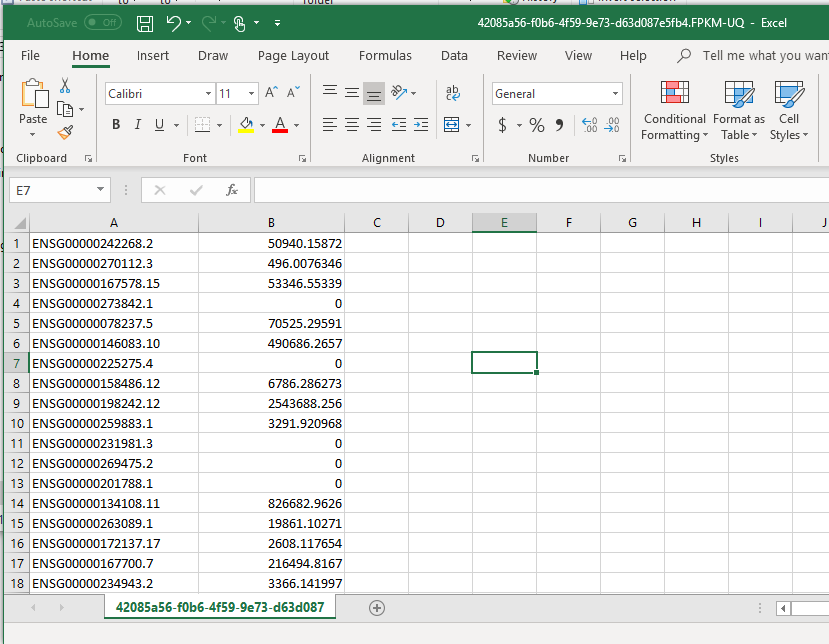 AutoSave Off 42085a56-f0b6-4f59-9e73-d63d087e5fb4.FPKM-UQ - Excel
File Home Insert Draw Page Layout Formulas Data Review View Help Tell me what you wan
Calibri 11 A A ab General
Paste B I U A $ % 9 .00 .00 Conditional Format as Cell
Formatting Table Styles
Clipboard Font Alignment Number Styles
E7 fx
A B C D E F G H I J
1 ENSG00000242268.2 50940.15872
2 ENSG00000270112.3 496.0076346
3 ENSG00000167578.15 53346.55339
4 ENSG00000273842.1 0
5 ENSG00000078237.5 70525.29591
6 ENSG00000146083.10 490686.2657
7 ENSG00000225275.4 0
8 ENSG00000158486.12 6786.286273
9 ENSG00000198242.12 2543688.256
10 ENSG00000259883.1 3291.920968
11 ENSG00000231981.3 0
12 ENSG00000269475.2 0
13 ENSG00000201788.1 0
14 ENSG00000134108.11 826682.9626
15 ENSG00000263089.1 19861.10271
16 ENSG00000172137.17 2608.117654
17 ENSG00000167700.7 216494.8167
18 ENSG00000234943.2 3366.141997
42085a56-f0b6-4f59-9e73-d63d087